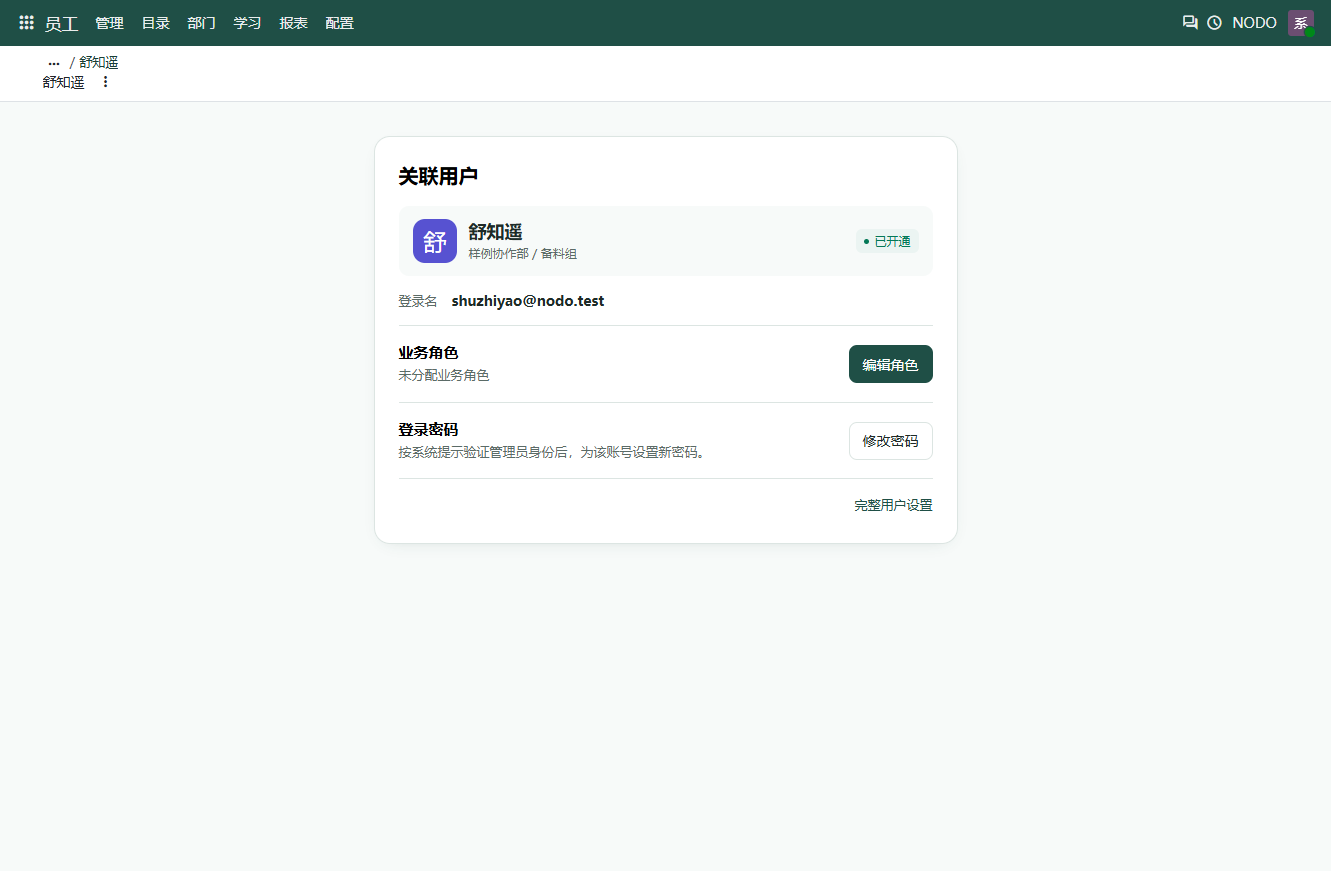 员工 管理 目录 部门 学习 报表 配置 NODO 系
... / 舒知遥
舒知遥
关联用户
舒
舒知遥
样例协作部 / 备料组
已开通
登录名 shuzhiyao@nodo.test
业务角色
未分配业务角色
编辑角色
登录密码
按系统提示验证管理员身份后，为该账号设置新密码。
修改密码
完整用户设置